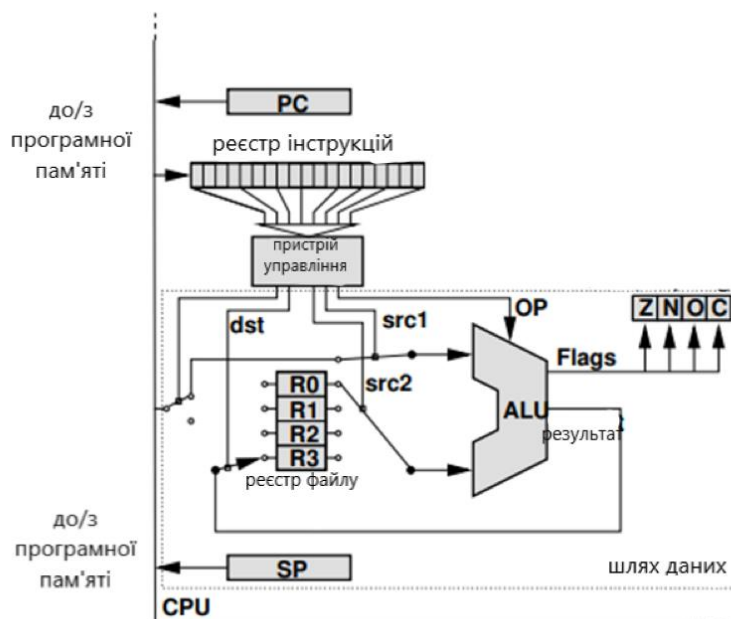 PC
до/з
програмної
пам'яті
реєстр інструкцій
пристрій
управління
dst
src1
OP
Z N O C
Flags
src2
R0
R1
R2
R3
ALU
результат
реєстр файлу
до/з
програмної
пам'яті
SP
шлях даних
CPU